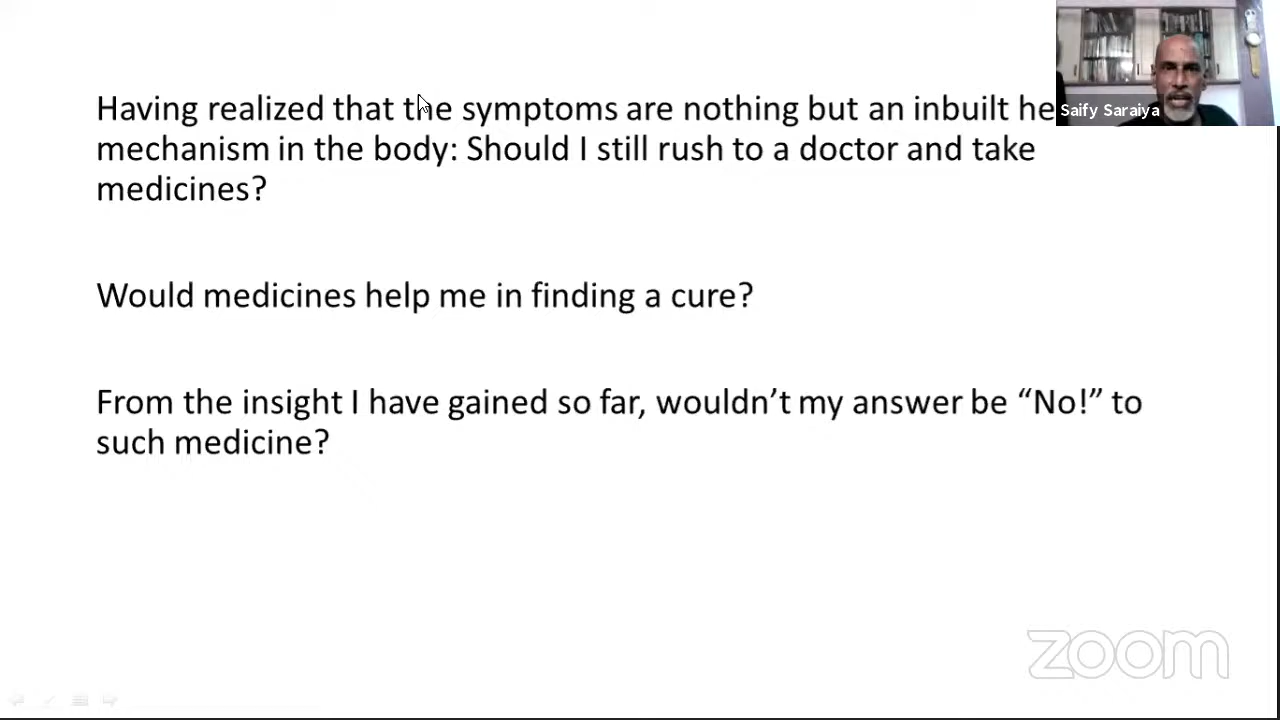 Having realized that the symptoms are nothing but an inbuilt he
mechanism in the body: Should I still rush to a doctor and take
medicines?
Would medicines help me in finding a cure?
From the insight I have gained so far, wouldn’t my answer be “No!” to
such medicine?
Saify Saraiya
zoom